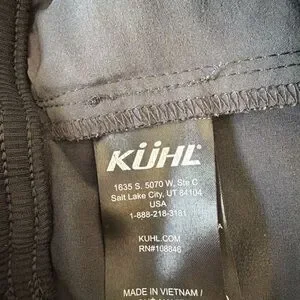 KÜHL
1635 S. 5070 W, Ste C
Salt Lake City, UT 84104
USA
1-888-218-3191
KUHL.COM
RN#108846
MADE IN VIETNAM /